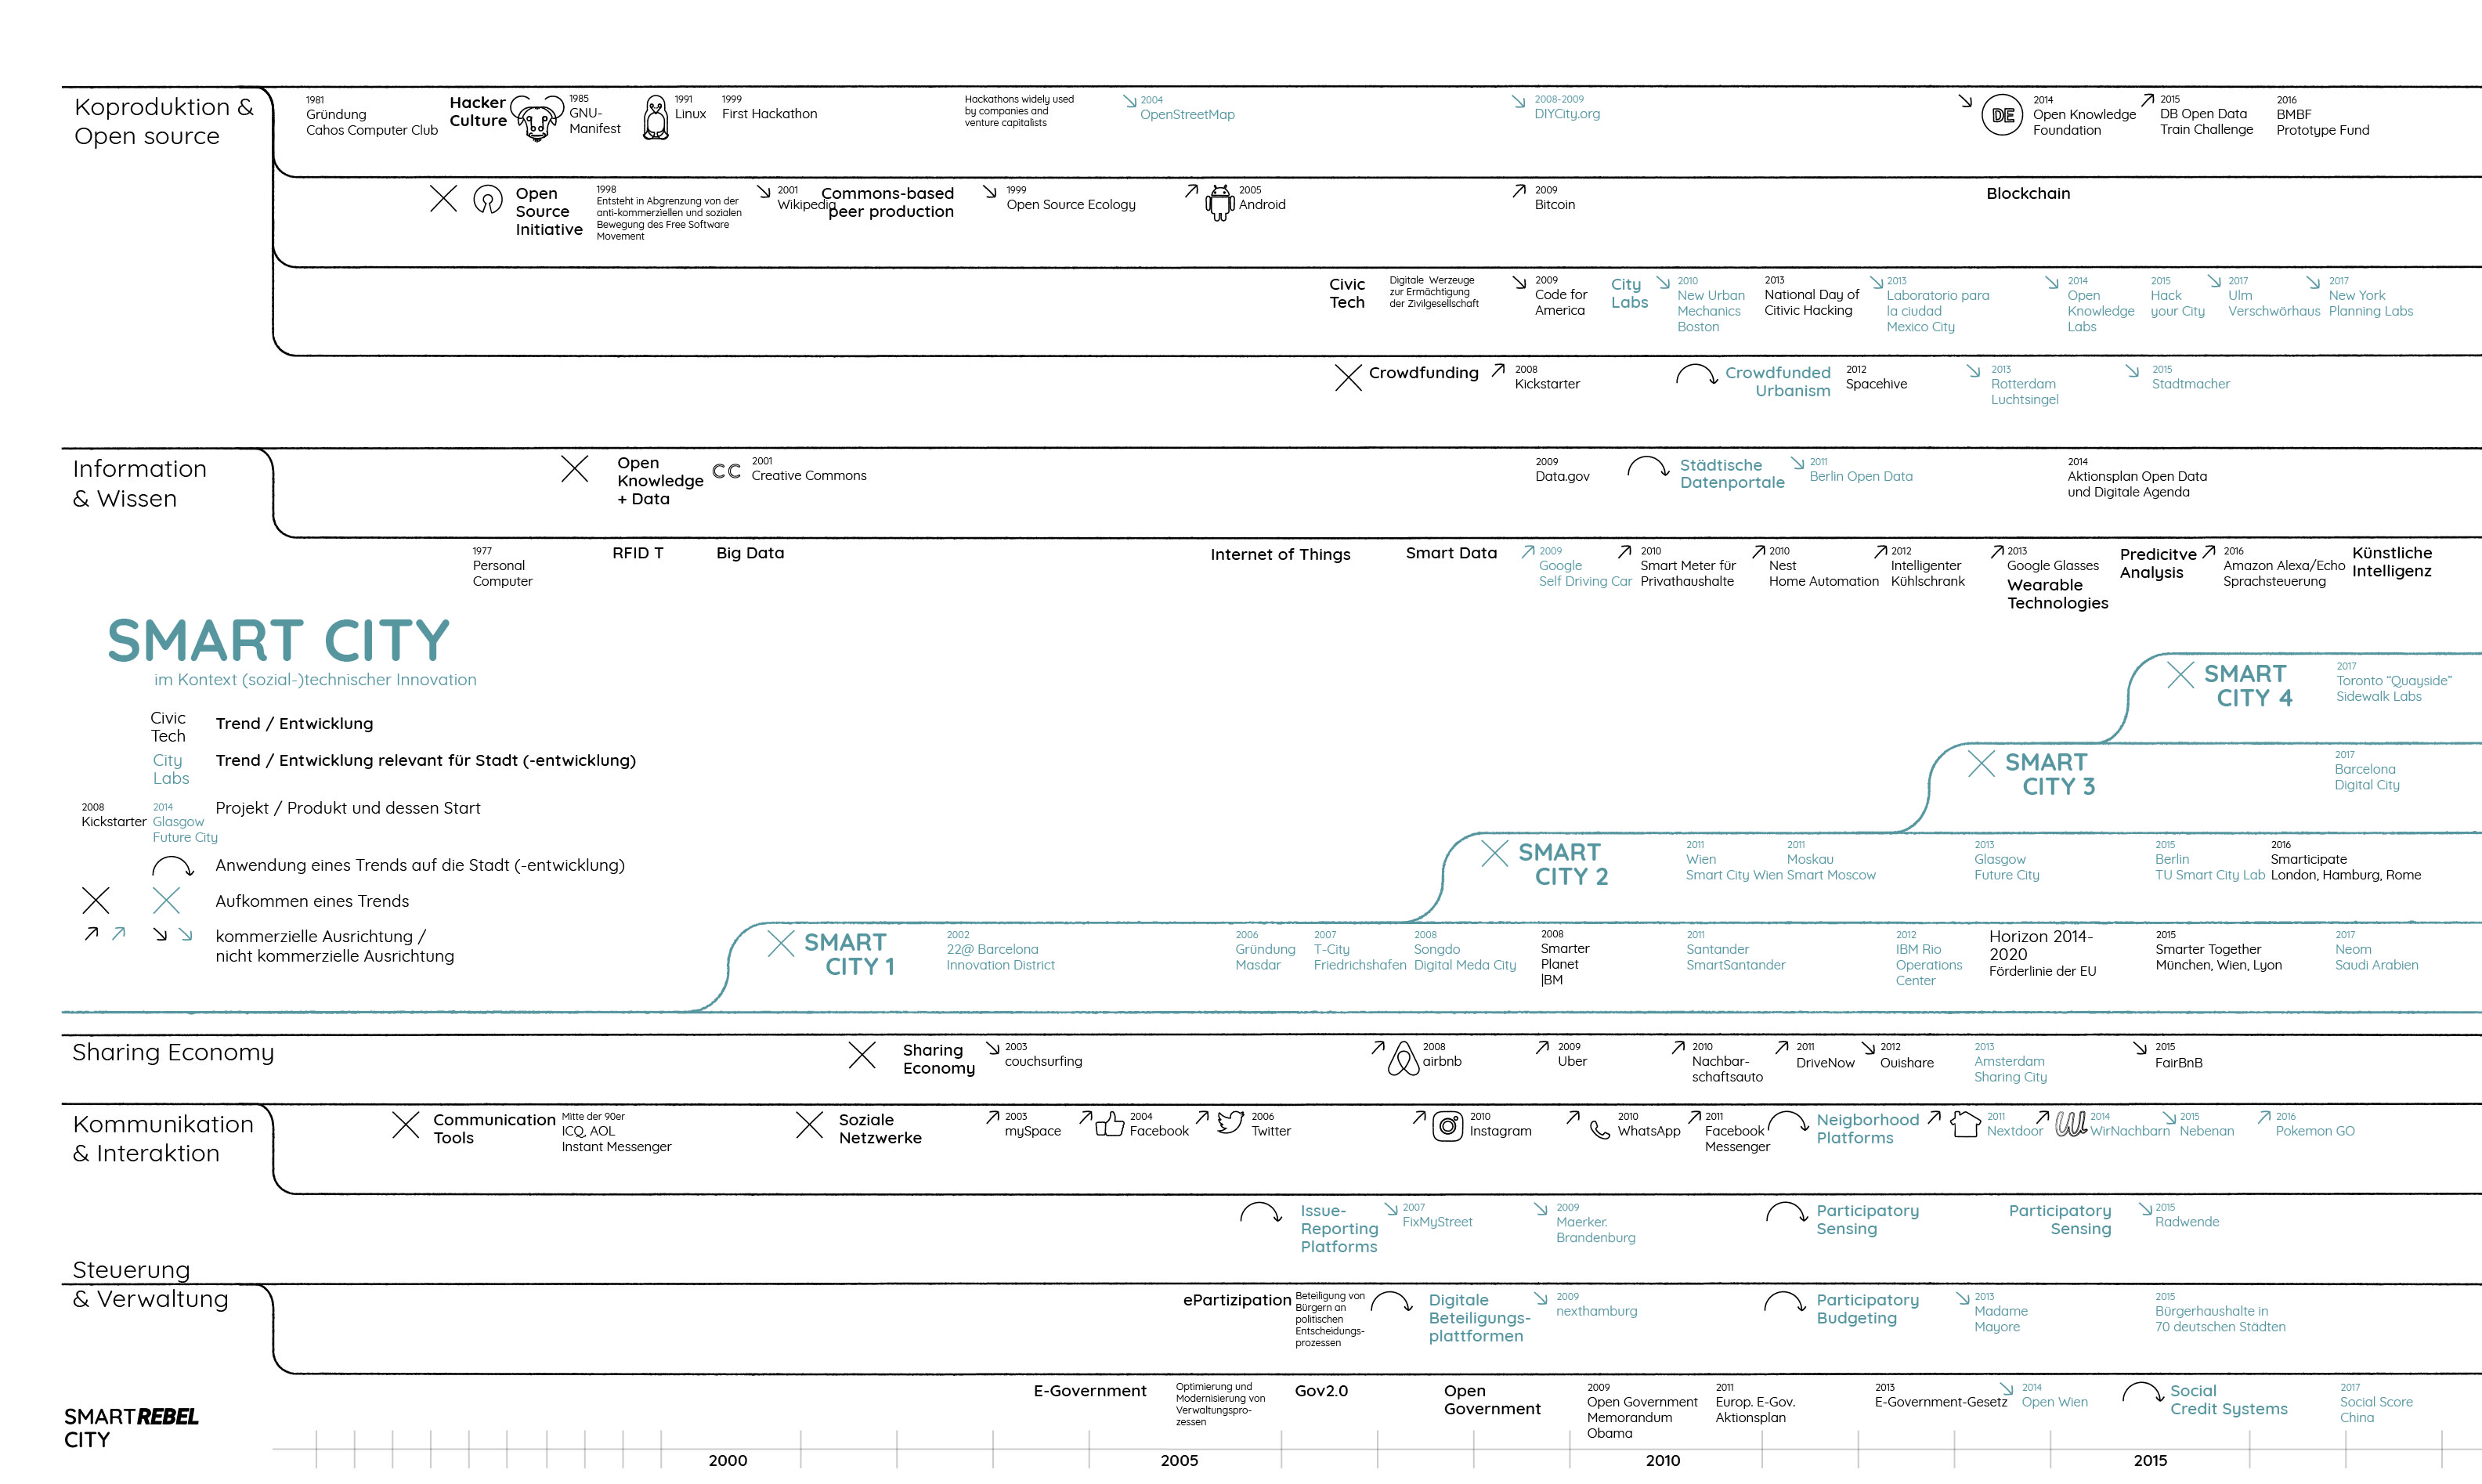 Koproduktion &
Open source
1981
Gründung
Cahos Computer Club
Hacker
Culture
1985
GNU-
Manifest
1991
Linux
1999
First Hackathon
Hackathons widely used
by companies and
venture capitalists
2004
OpenStreetMap
2008-2009
DIYCity.org
DE
2014
Open Knowledge
Foundation
2015
DB Open Data
Train Challenge
2016
BMBF
Prototype Fund
Open
Source
Initiative
1998
Entsteht in Abgrenzung von der
anti-kommerziellen und sozialen
Bewegung des Free Software
Movement
2001
Wikipedia
Commons-based
peer production
1999
Open Source Ecology
2005
Android
2009
Bitcoin
Blockchain
Civic
Tech
Digitale Werzeuge
zur Ermächtigung
der Zivilgesellschaft
2009
Code for
America
City
Labs
2010
New Urban
Mechanics
Boston
2013
National Day of
Citivic Hacking
2013
Laboratorio para
la ciudad
Mexico City
2014
Open
Knowledge
Labs
2015
Hack
your City
2017
Ulm
Verschwörhaus
2017
New York
Planning Labs
Crowdfunding
2008
Kickstarter
Crowdfunded
Urbanism
2012
Spacehive
2013
Rotterdam
Luchtsingel
2015
Stadtmacher
Information
& Wissen
Open
Knowledge
+ Data
CC
2001
Creative Commons
2009
Data.gov
Städtische
Datenportale
2011
Berlin Open Data
2014
Aktionsplan Open Data
und Digitale Agenda
1977
Personal
Computer
RFID T
Big Data
Internet of Things
Smart Data
2009
Google
Self Driving Car
2010
Smart Meter für
Privathaushalte
2010
Nest
Home Automation
2012
Intelligenter
Kühlschrank
2013
Google Glasses
Wearable
Technologies
Predicitve
Analysis
2016
Amazon Alexa/Echo
Sprachsteuerung
Künstliche
Intelligenz
SMART CITY
im Kontext (sozial-)technischer Innovation
Civic
Tech
Trend / Entwicklung
City
Labs
Trend / Entwicklung relevant für Stadt (-entwicklung)
2008
Kickstarter
2014
Glasgow
Future City
Projekt / Produkt und dessen Start
Anwendung eines Trends auf die Stadt (-entwicklung)
Aufkommen eines Trends
kommerzielle Ausrichtung /
nicht kommerzielle Ausrichtung
SMART
CITY 4
2017
Toronto “Quayside”
Sidewalk Labs
SMART
CITY 3
2017
Barcelona
Digital City
SMART
CITY 2
2011
Wien
Smart City Wien
2011
Moskau
Smart Moscow
2013
Glasgow
Future City
2015
Berlin
TU Smart City Lab
2016
Smarticipate
London, Hamburg, Rome
SMART
CITY 1
2002
22@ Barcelona
Innovation District
2006
Gründung
Masdar
2007
T-City
Friedrichshafen
2008
Songdo
Digital Meda City
2008
Smarter
Planet
|BM
2011
Santander
SmartSantander
2012
IBM Rio
Operations
Center
Horizon 2014-
2020
Förderlinie der EU
2015
Smarter Together
München, Wien, Lyon
2017
Neom
Saudi Arabien
Sharing Economy
Sharing
Economy
2003
couchsurfing
2008
airbnb
2009
Uber
2010
Nachbar-
schaftsauto
2011
DriveNow
2012
Ouishare
2013
Amsterdam
Sharing City
2015
FairBnB
Kommunikation
& Interaktion
Communication
Tools
Mitte der 90er
ICQ, AOL
Instant Messenger
Soziale
Netzwerke
2003
mySpace
2004
Facebook
2006
Twitter
2010
Instagram
2010
WhatsApp
2011
Facebook
Messenger
Neigborhood
Platforms
2011
Nextdoor
2014
WirNachbarn
2015
Nebenan
2016
Pokemon GO
Issue-
Reporting
Platforms
2007
FixMyStreet
2009
Maerker.
Brandenburg
Participatory
Sensing
Participatory
Sensing
2015
Radwende
Steuerung
& Verwaltung
ePartizipation
Beteiligung von
Bürgern an
politischen
Entscheidungs-
prozessen
Digitale
Beteiligungs-
plattformen
2009
nexthamburg
Participatory
Budgeting
2013
Madame
Mayore
2015
Bürgerhaushalte in
70 deutschen Städten
E-Government
Optimierung und
Modernisierung von
Verwaltungspro-
zessen
Gov2.0
Open
Government
2009
Open Government
Memorandum
Obama
2011
Europ. E-Gov.
Aktionsplan
2013
E-Government-Gesetz
2014
Open Wien
Social
Credit Systems
2017
Social Score
China
SMART REBEL
CITY
2000
2005
2010
2015